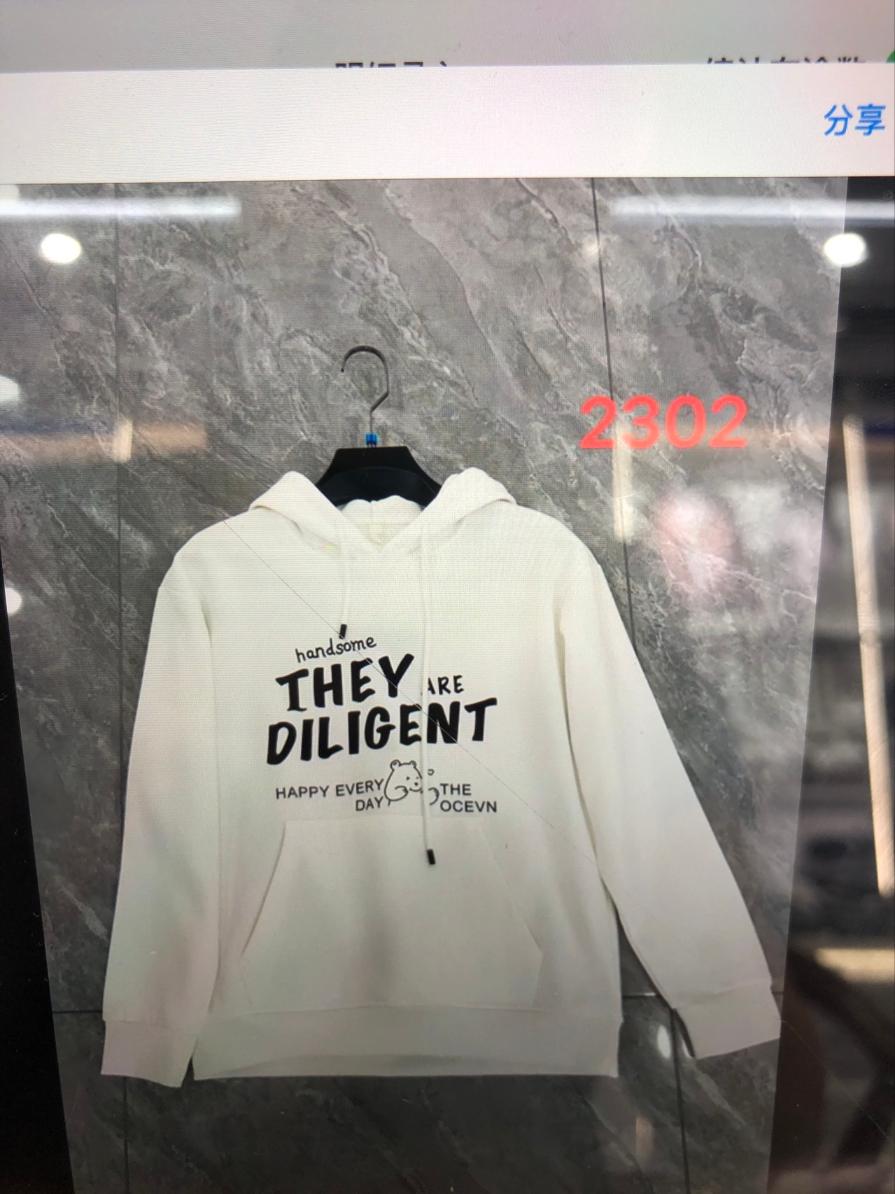 分享
2302
handsome
THEY ARE
DILIGENT
HAPPY EVERY THE
DAY OCEVN